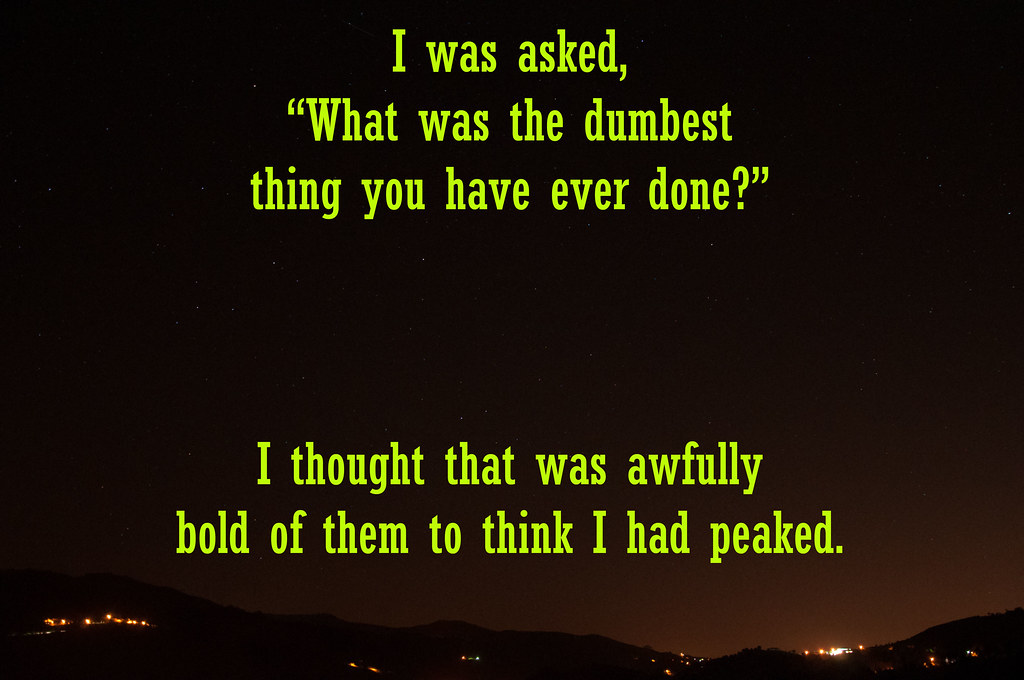 I was asked,
“What was the dumbest
thing you have ever done?”
I thought that was awfully
bold of them to think I had peaked.